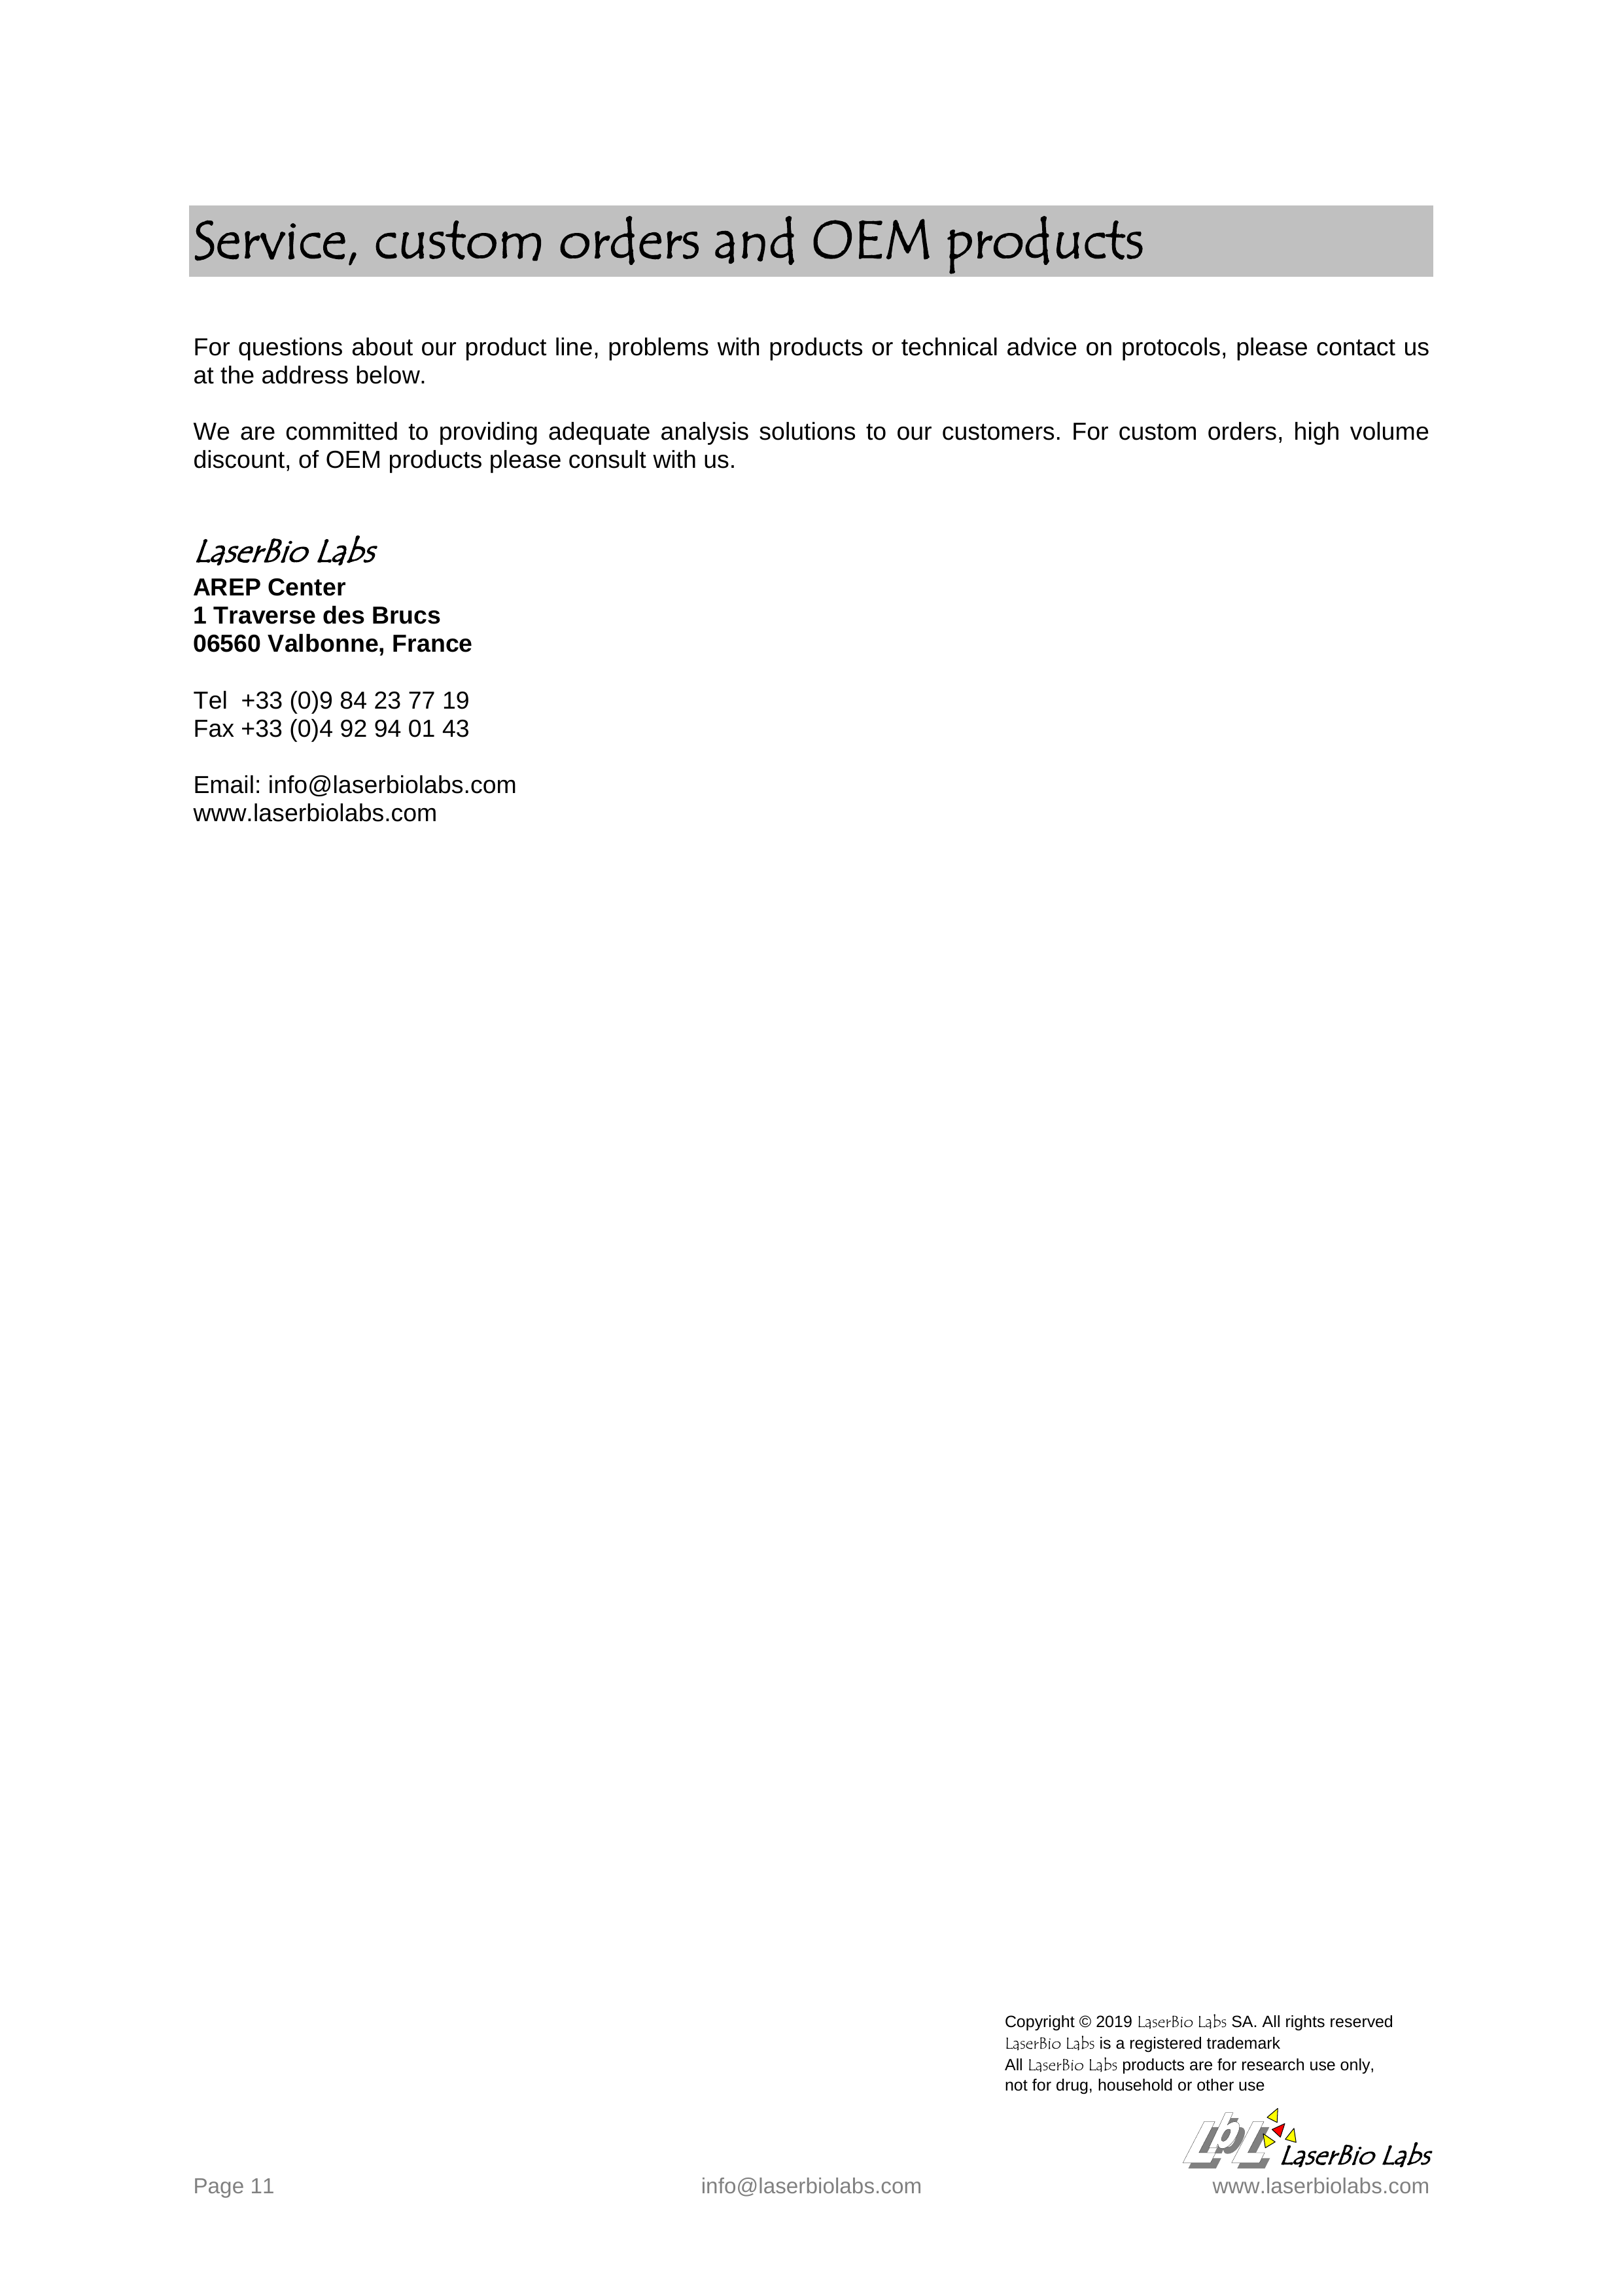 Service, custom orders and OEM products
For questions about our product line, problems with products or technical advice on protocols, please contact us
at the address below.
We are committed to providing adequate analysis solutions to our customers. For custom orders, high volume
discount, of OEM products please consult with us.
LaserBio Labs
AREP Center
1 Traverse des Brucs
06560 Valbonne, France
Tel  +33 (0)9 84 23 77 19
Fax +33 (0)4 92 94 01 43
Email: info@laserbiolabs.com
www.laserbiolabs.com
Copyright © 2019 LaserBio Labs SA. All rights reserved
LaserBio Labs is a registered trademark
All LaserBio Labs products are for research use only,
not for drug, household or other use
LbL LaserBio Labs
Page 11 info@laserbiolabs.com www.laserbiolabs.com